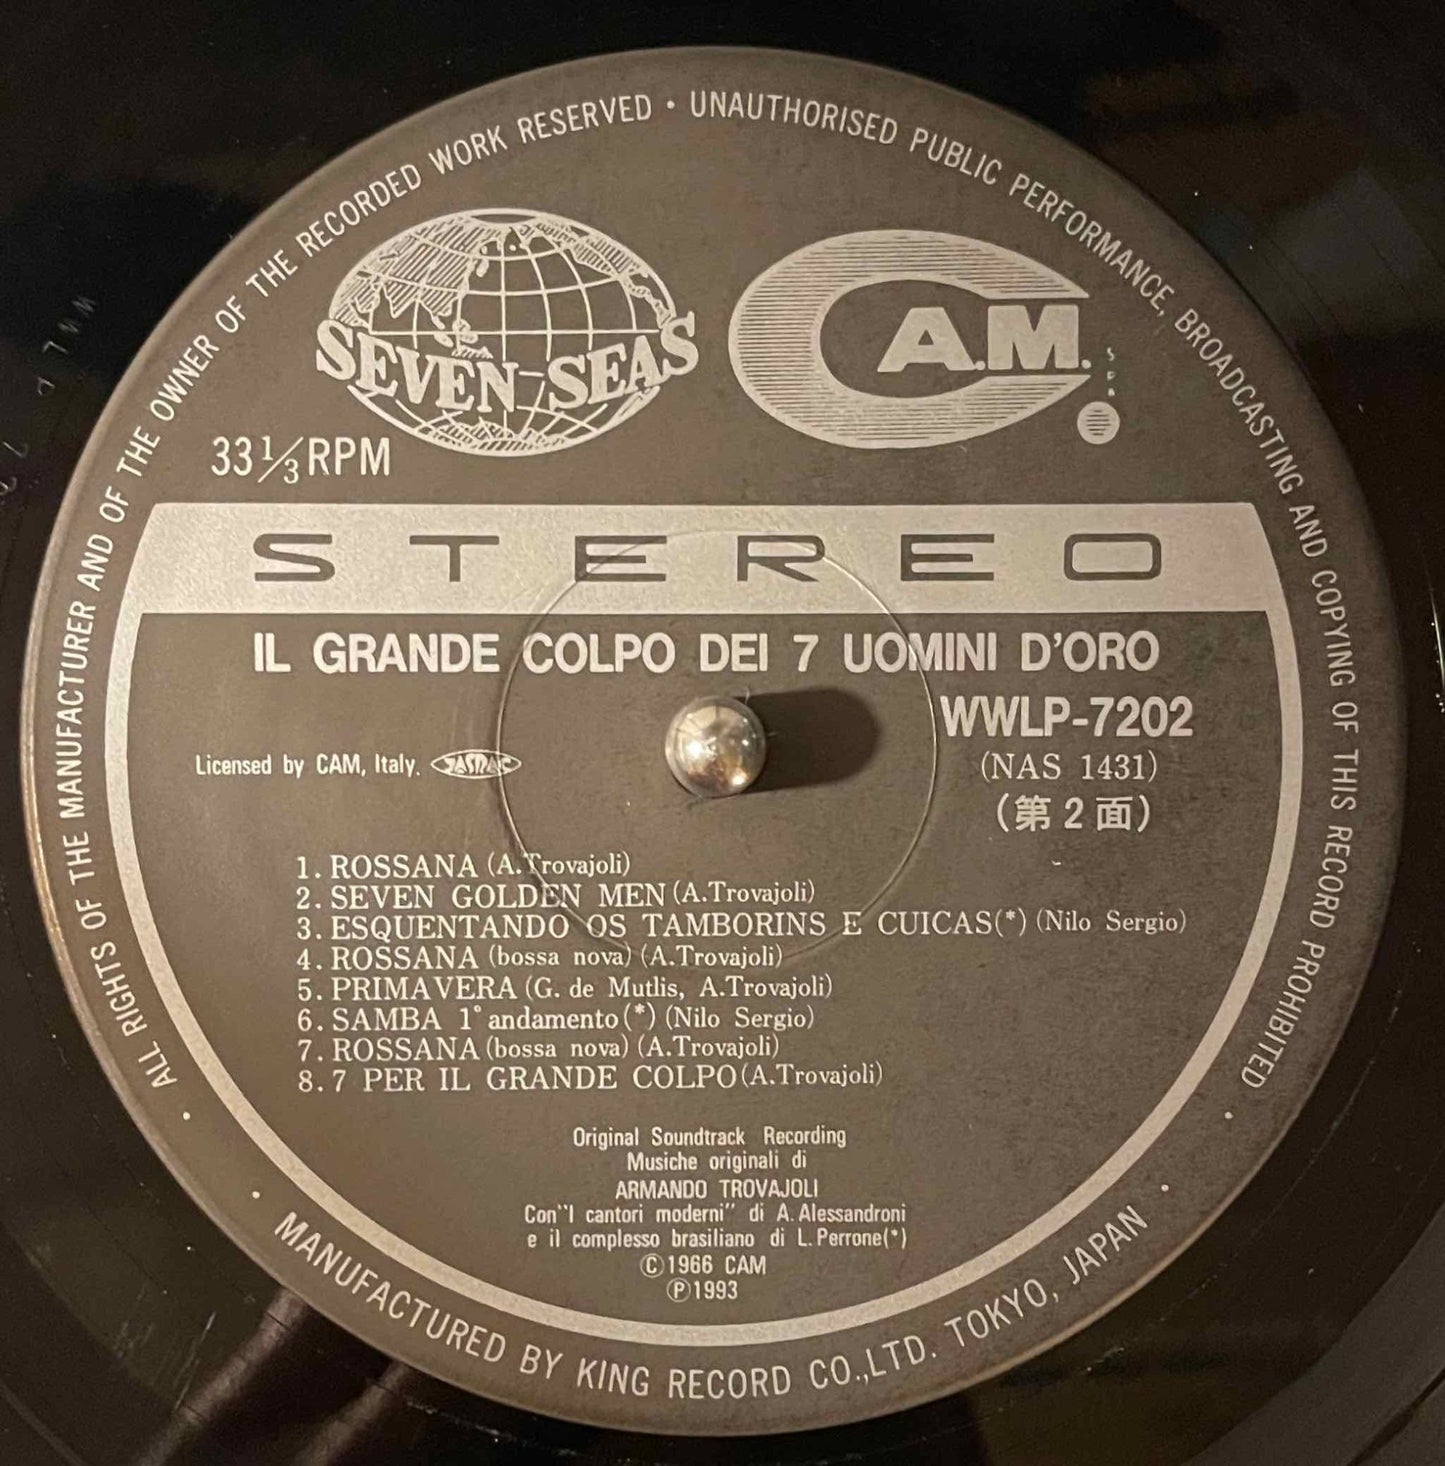 ALL RIGHTS OF THE MANUFACTURER AND OF THE OWNER OF THE RECORDED WORK RESERVED · UNAUTHORISED PUBLIC PERFORMANCE, BROADCASTING AND COPYING OF THIS RECORD PROHIBITED
SEVEN SEAS
C.A.M.
33 1/3 RPM
STEREO
IL GRANDE COLPO DEI 7 UOMINI D'ORO
WWLP-7202
(NAS 1431)
Licensed by CAM, Italy. JASRAC
(第2面)
1. ROSSANA (A.Trovajoli)
2. SEVEN GOLDEN MEN (A.Trovajoli)
3. ESQUENTANDO OS TAMBORINS E CUICAS(*) (Nilo Sergio)
4. ROSSANA (bossa nova) (A.Trovajoli)
5. PRIMAVERA (G. de Mutlis, A.Trovajoli)
6. SAMBA 1° andamento(*) (Nilo Sergio)
7. ROSSANA (bossa nova) (A.Trovajoli)
8. 7 PER IL GRANDE COLPO (A.Trovajoli)
Original Soundtrack Recording
Musiche originali di
ARMANDO TROVAJOLI
Con "I cantori moderni" di A. Alessandroni
e il complesso brasiliano di L. Perrone(*)
Ⓒ1966 CAM
Ⓟ1993
MANUFACTURED BY KING RECORD CO.,LTD. TOKYO, JAPAN